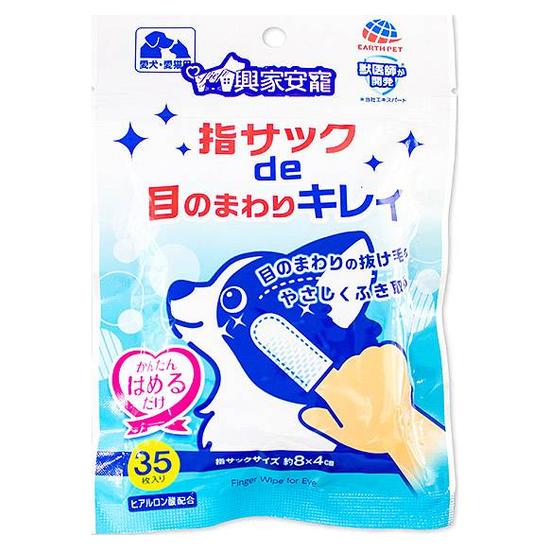 愛犬・愛猫用
EARTH PET
獣医師が
開発※
※当社エキスパート
興家安寵
指サック
de
目のまわりキレイ
目のまわりの抜け毛
やさしくふき取
かんたん
はめる
だけ
35
枚入り
指サックサイズ 約8×4cm
Finger Wipe for Eye
ヒアルロン酸配合